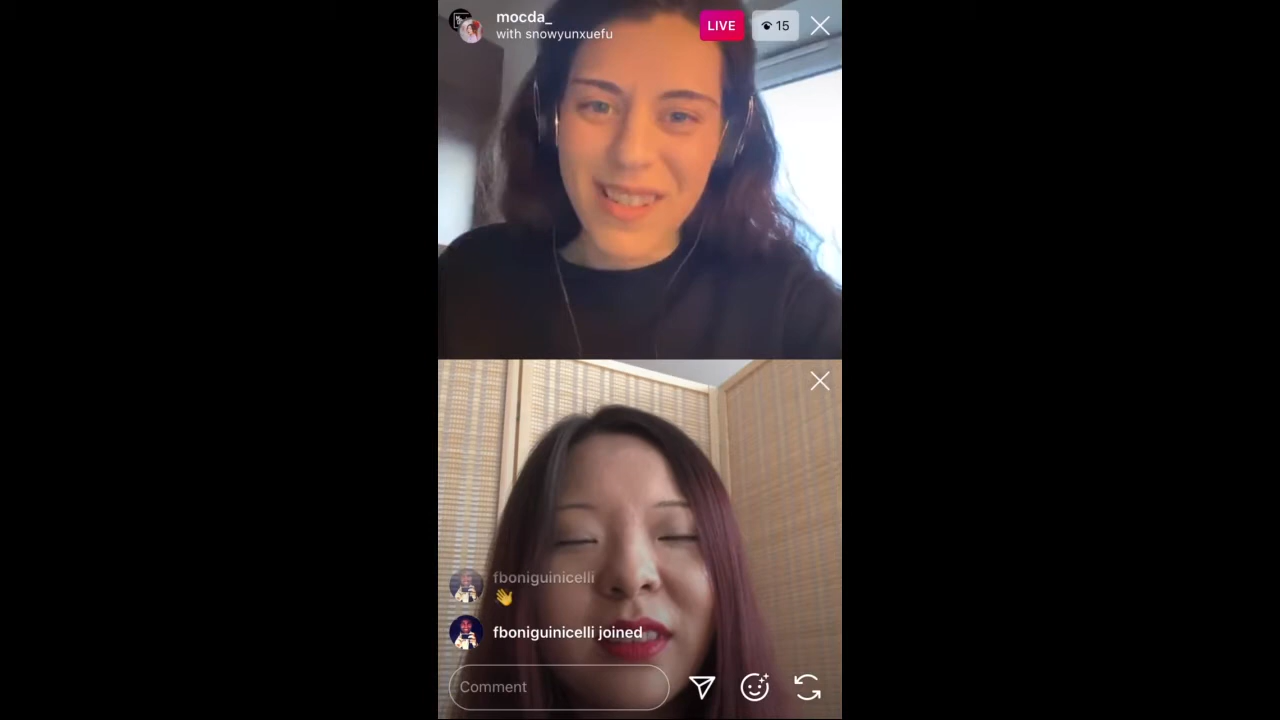 mocda_
with snowyunxuefu
LIVE
15
fboniguinicelli
👋
fboniguinicelli joined
Comment